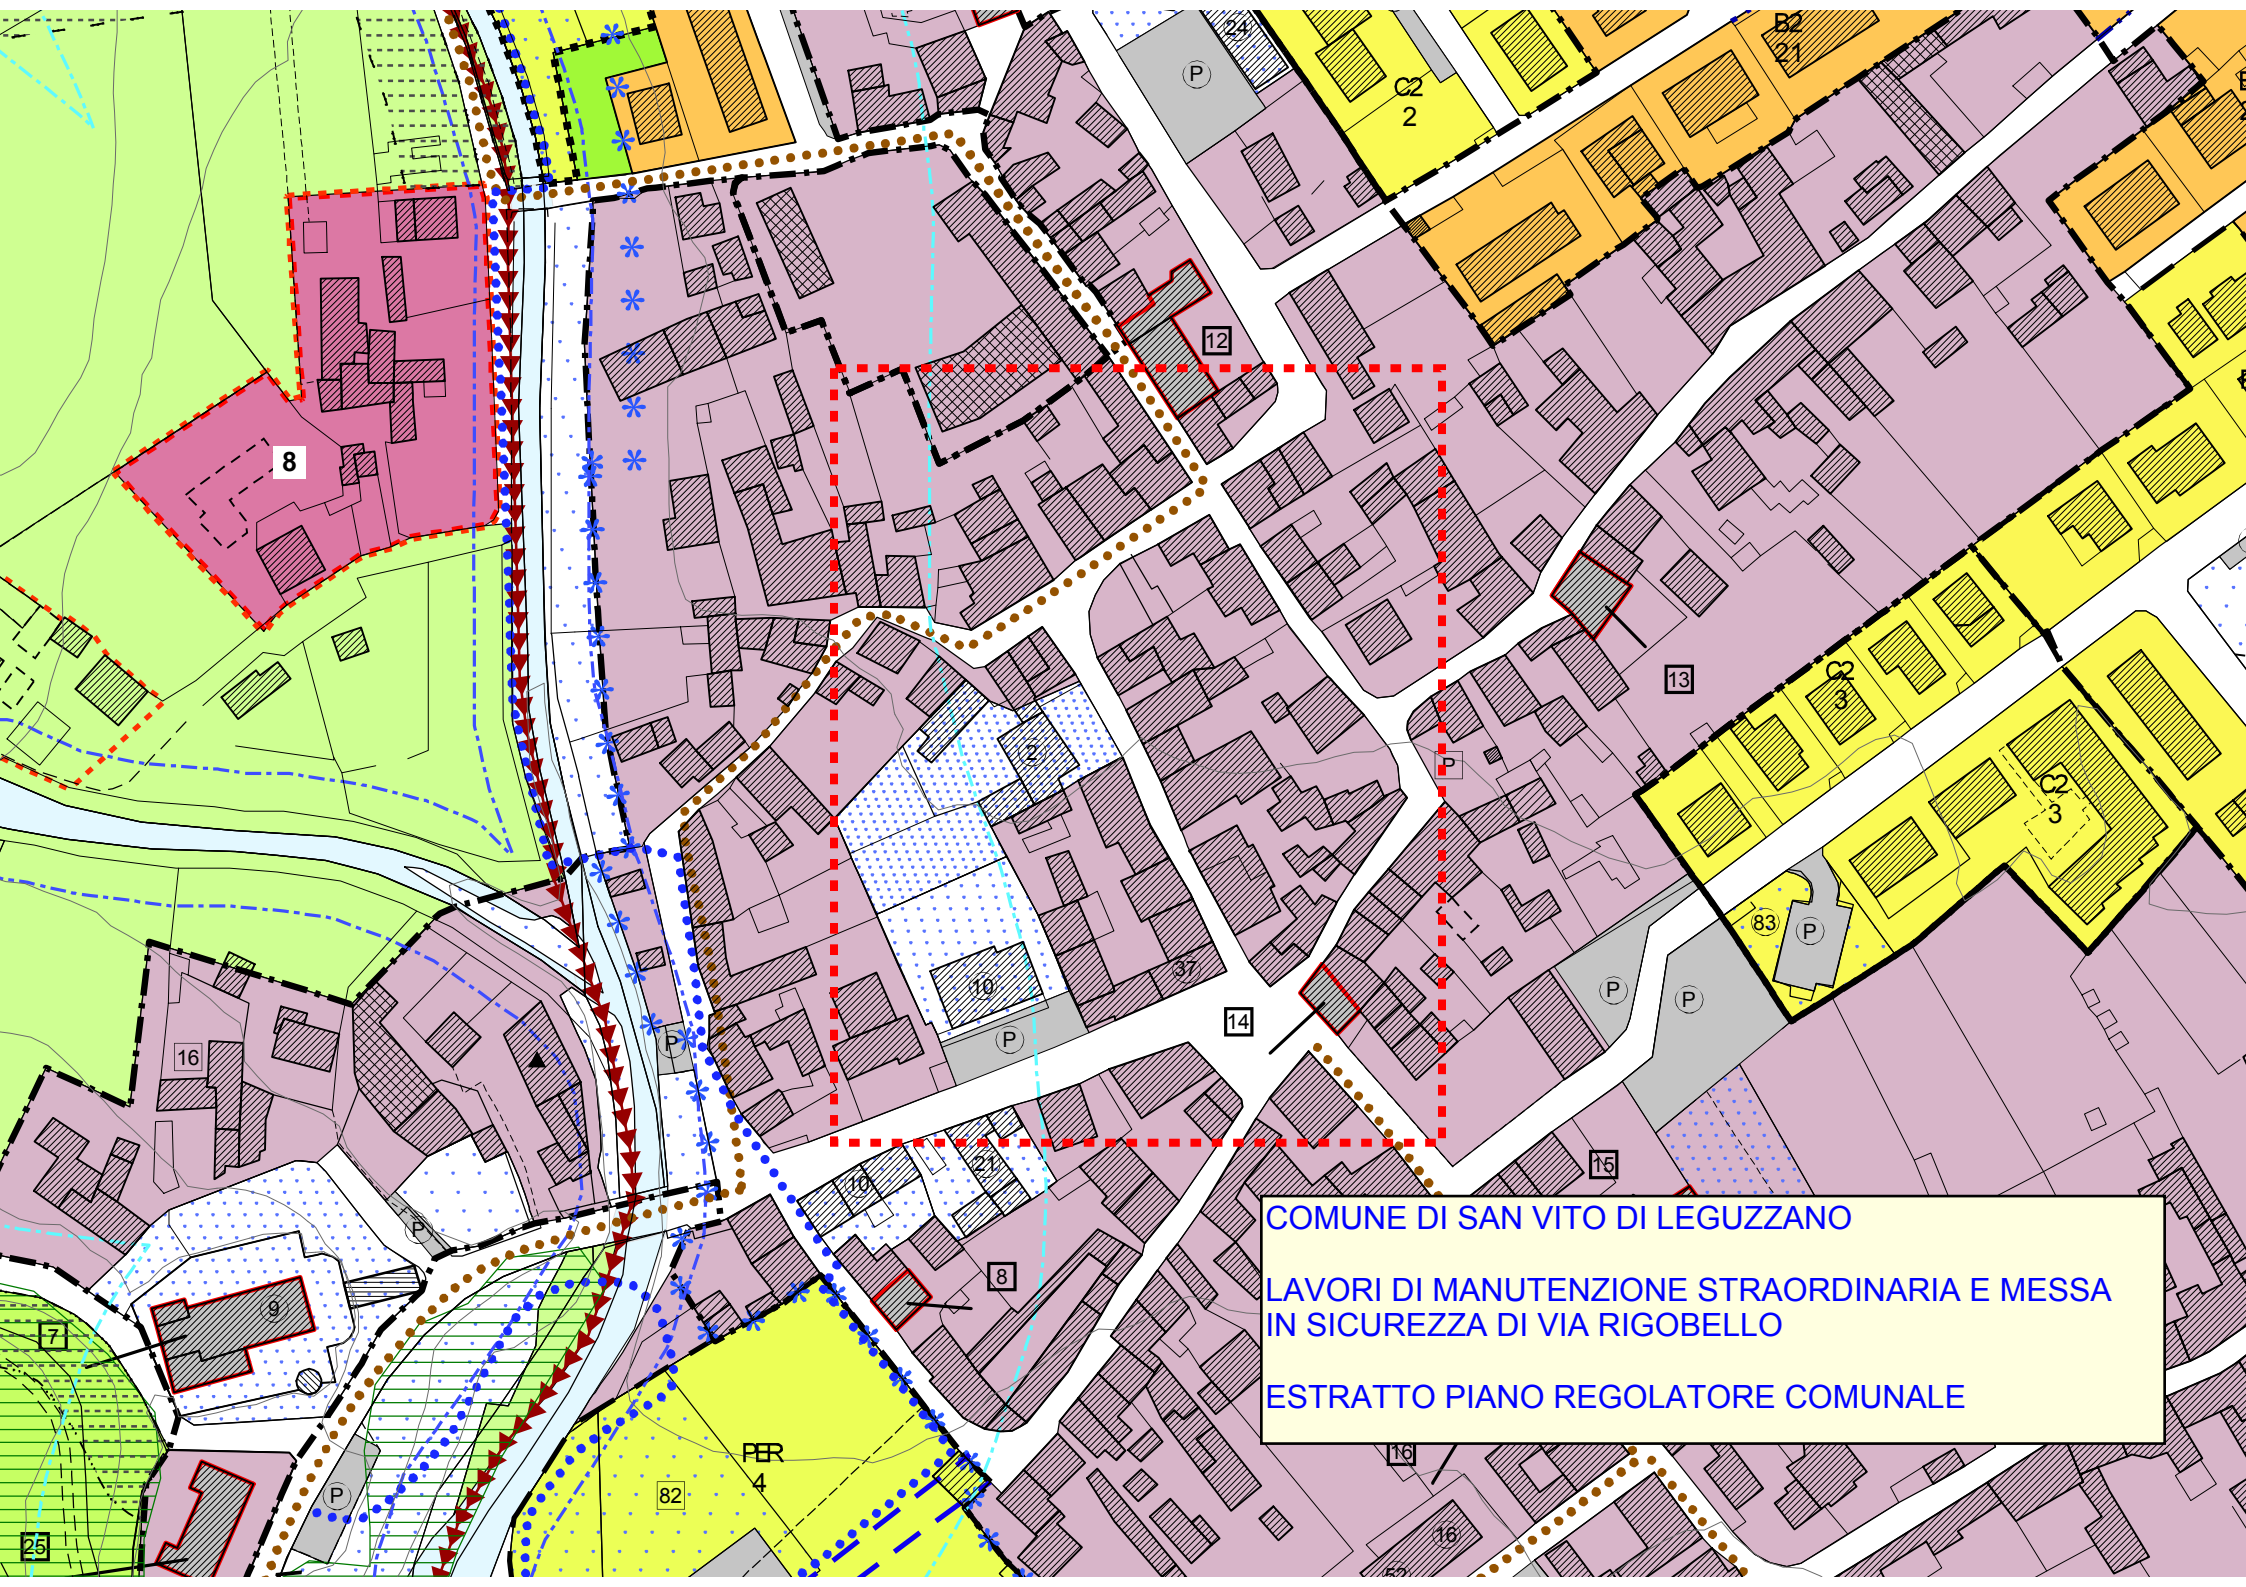 24
B2
21
P
C2
2
12
8
13
C2
3
2
P
C2
3
83
P
10
37
P
P
14
P
P
16
15
10
21
P
COMUNE DI SAN VITO DI LEGUZZANO
8
LAVORI DI MANUTENZIONE STRAORDINARIA E MESSA
IN SICUREZZA DI VIA RIGOBELLO
9
7
ESTRATTO PIANO REGOLATORE COMUNALE
PER
4
16
82
P
16
25
52